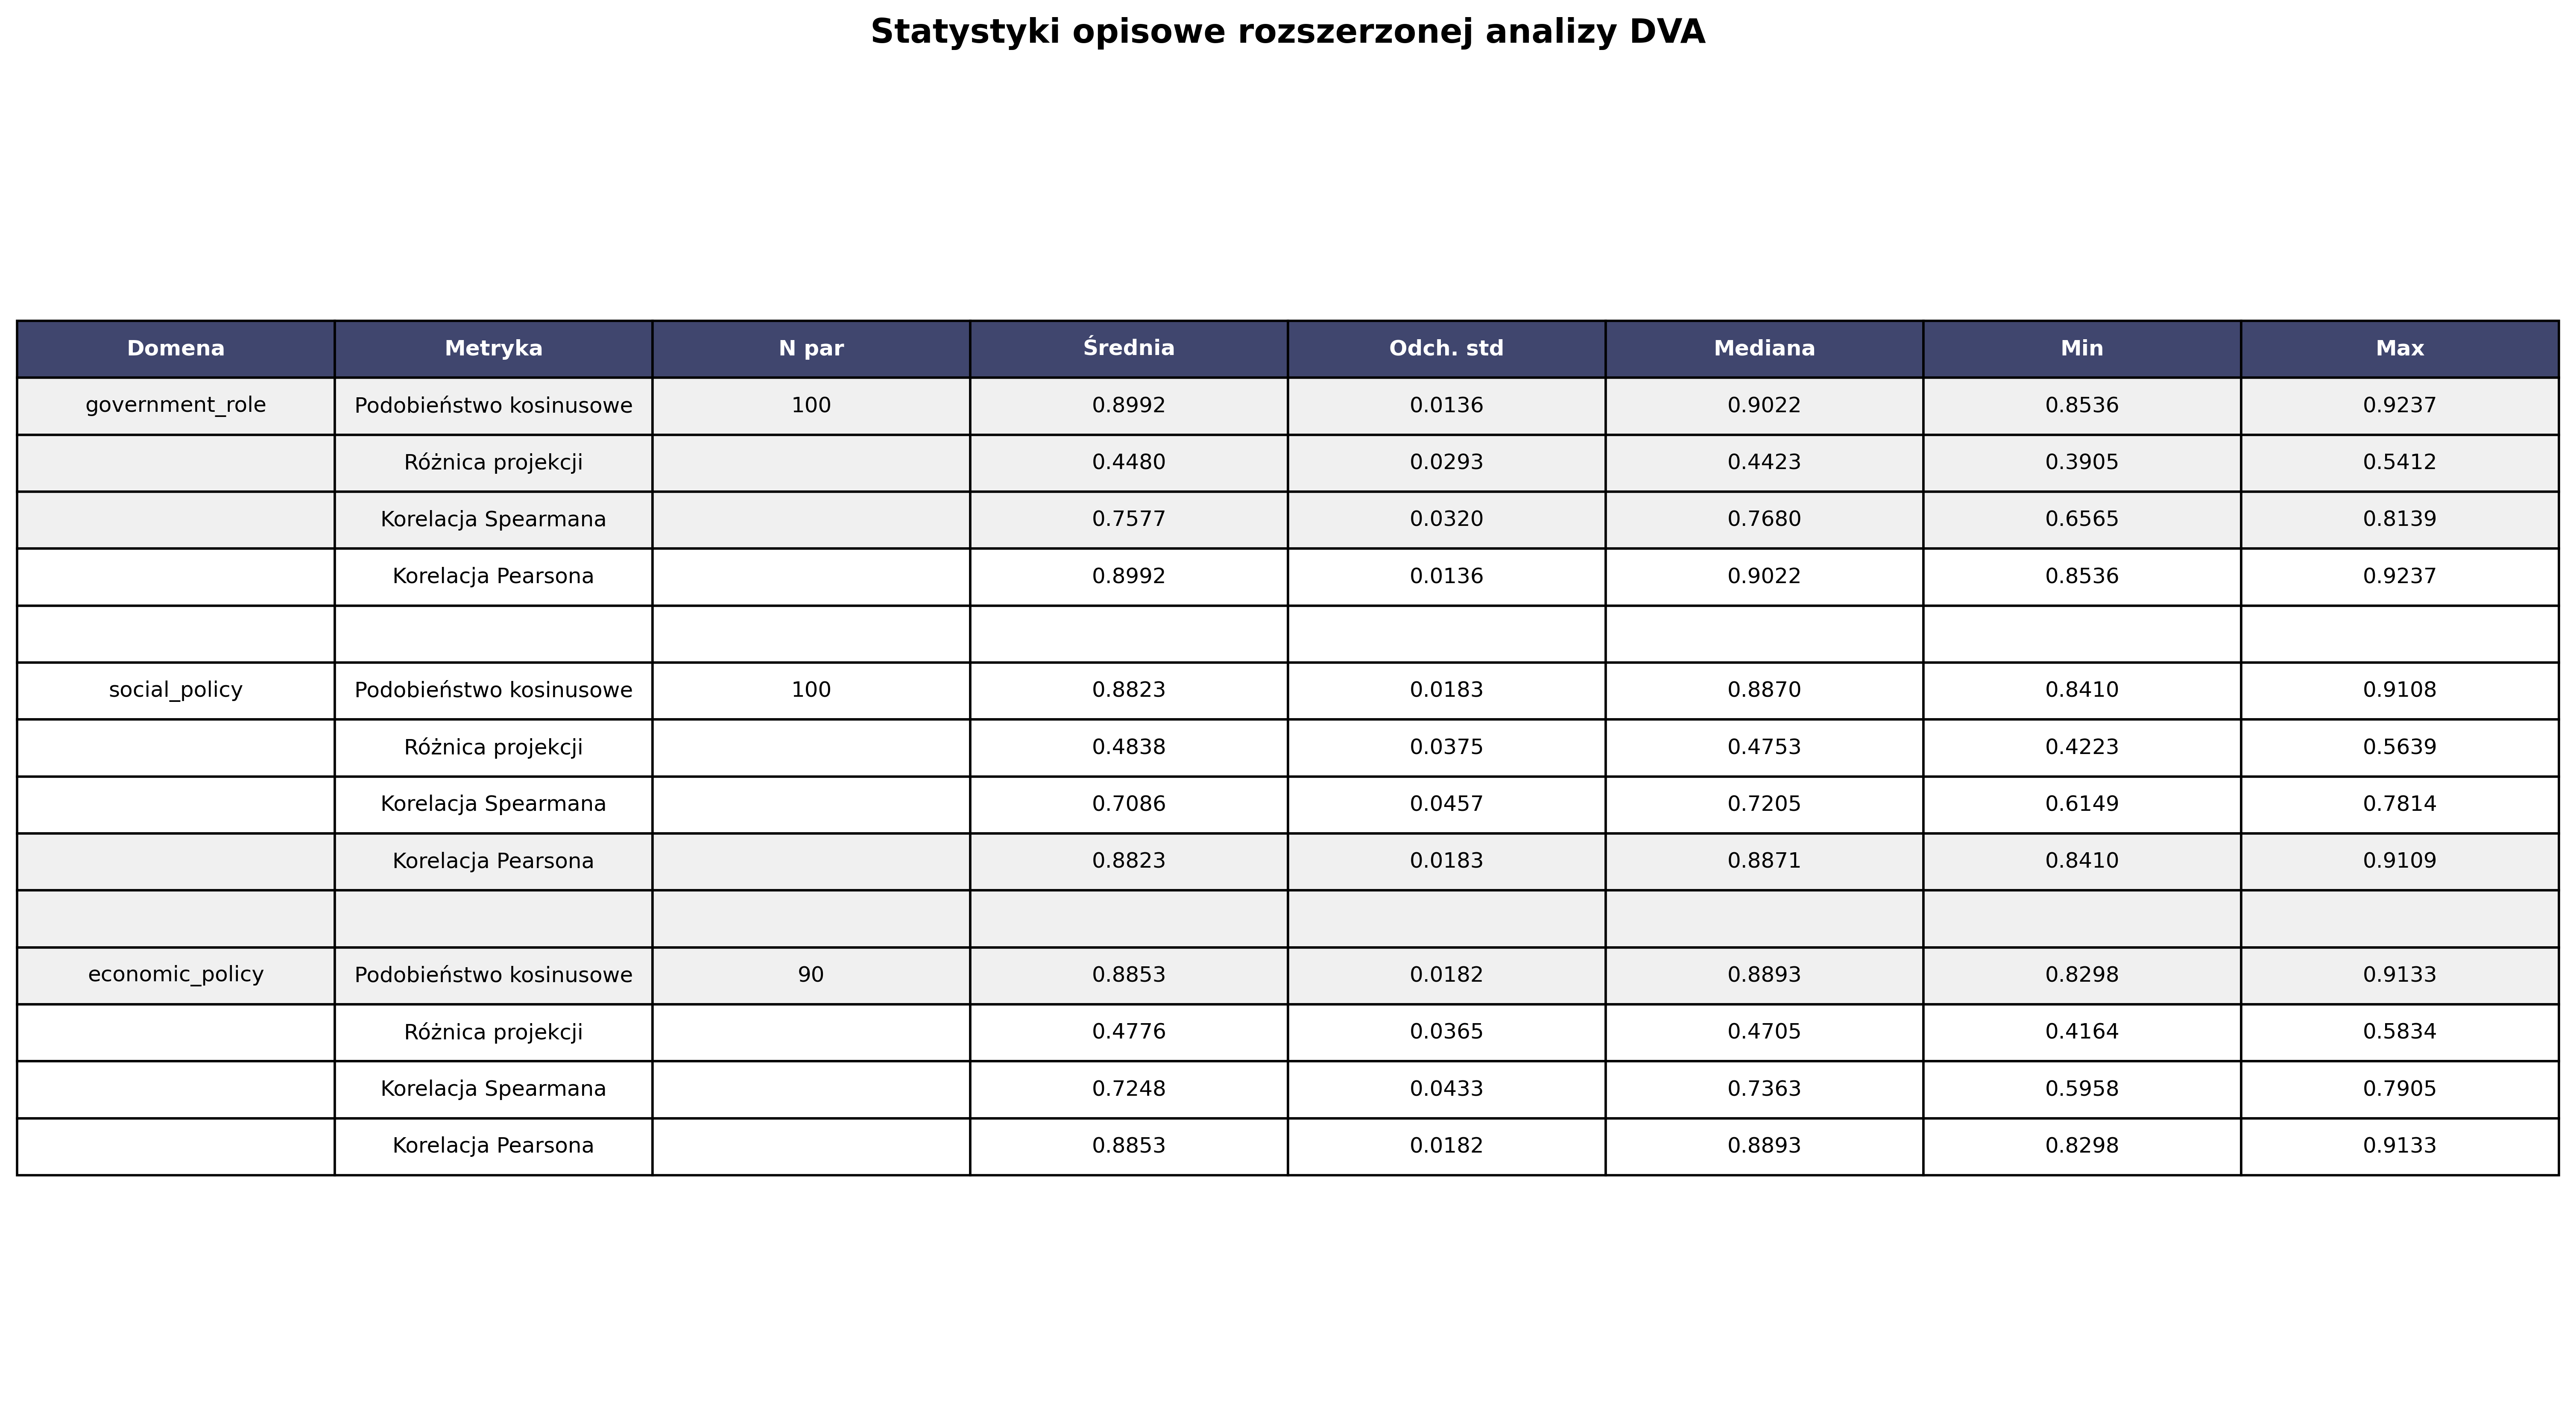 Statystyki opisowe rozszerzonej analizy DVA
Domena Metryka N par Średnia Odch. std Mediana Min Max
government_role Podobieństwo kosinusowe 100 0.8992 0.0136 0.9022 0.8536 0.9237
Różnica projekcji 0.4480 0.0293 0.4423 0.3905 0.5412
Korelacja Spearmana 0.7577 0.0320 0.7680 0.6565 0.8139
Korelacja Pearsona 0.8992 0.0136 0.9022 0.8536 0.9237
social_policy Podobieństwo kosinusowe 100 0.8823 0.0183 0.8870 0.8410 0.9108
Różnica projekcji 0.4838 0.0375 0.4753 0.4223 0.5639
Korelacja Spearmana 0.7086 0.0457 0.7205 0.6149 0.7814
Korelacja Pearsona 0.8823 0.0183 0.8871 0.8410 0.9109
economic_policy Podobieństwo kosinusowe 90 0.8853 0.0182 0.8893 0.8298 0.9133
Różnica projekcji 0.4776 0.0365 0.4705 0.4164 0.5834
Korelacja Spearmana 0.7248 0.0433 0.7363 0.5958 0.7905
Korelacja Pearsona 0.8853 0.0182 0.8893 0.8298 0.9133